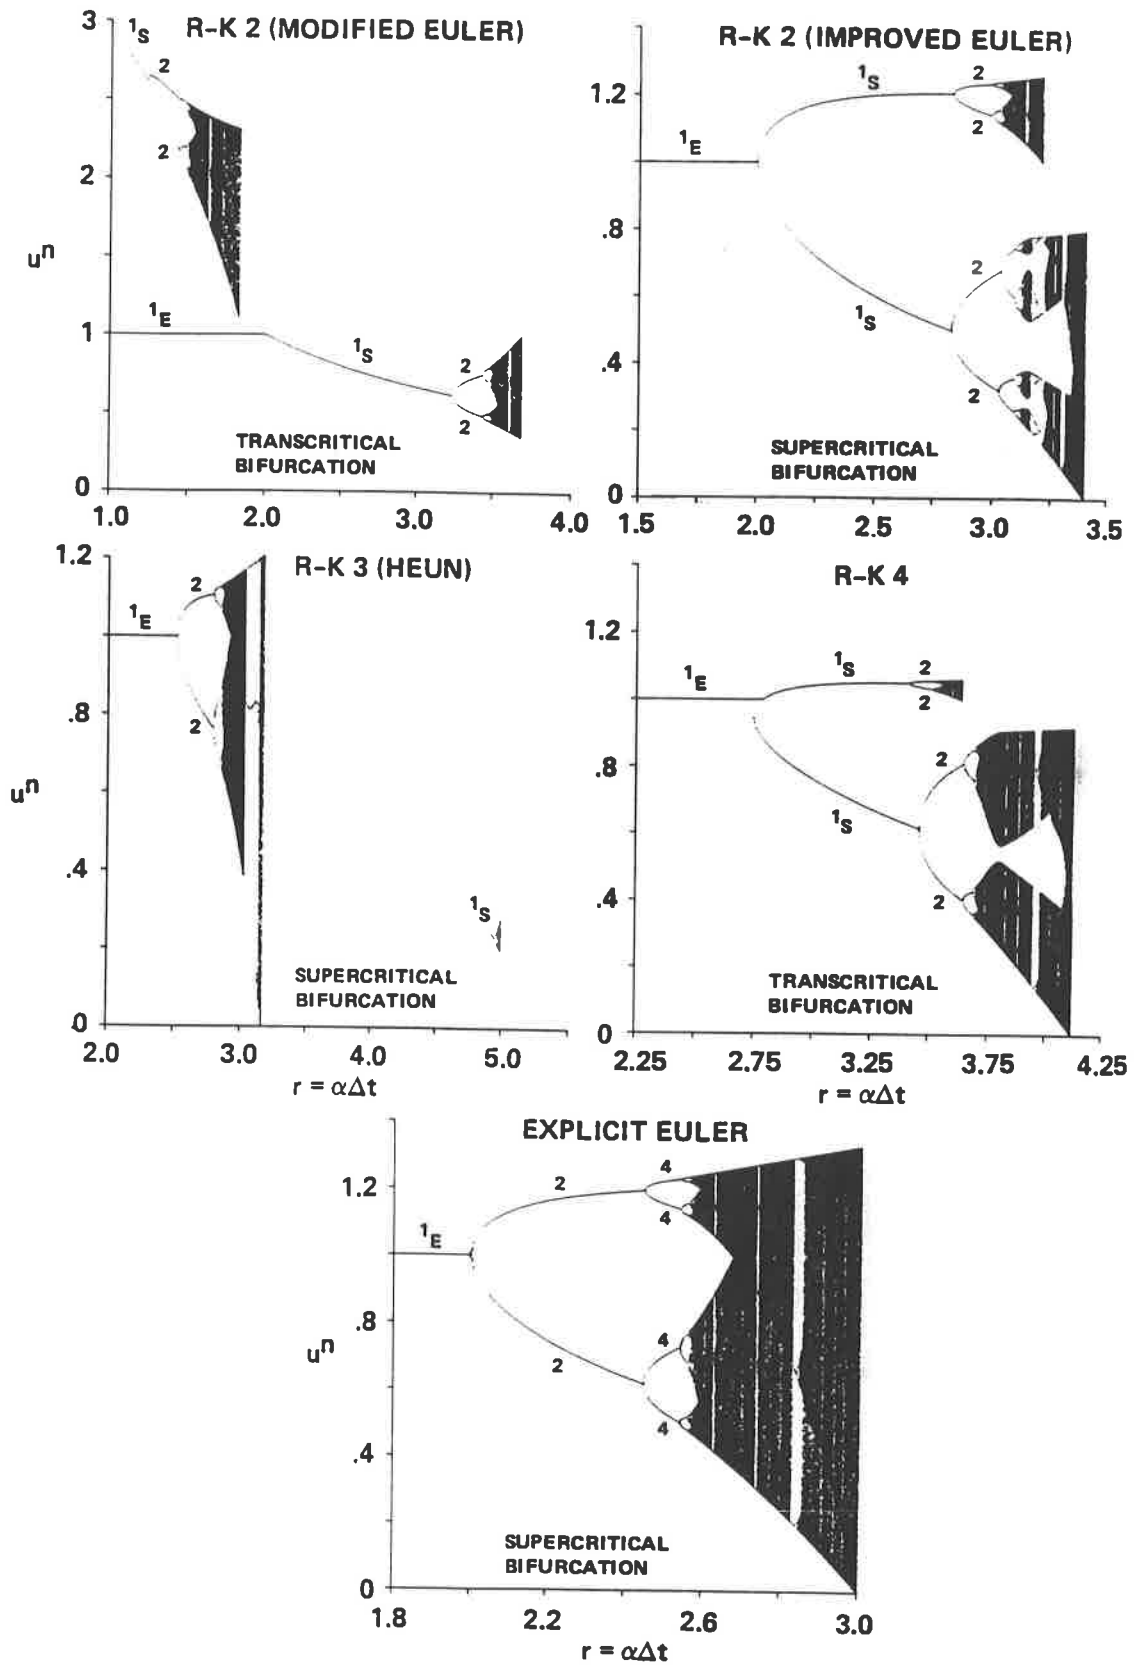 R-K 2 (MODIFIED EULER)
3
1S
2
2
2
uⁿ
1E
1
1S
2
2
TRANSCRITICAL
BIFURCATION
0
1.0 2.0 3.0 4.0
R-K 2 (IMPROVED EULER)
1S
2
1.2
2
1E
.8
2
1S
.4
2
SUPERCRITICAL
BIFURCATION
0
1.5 2.0 2.5 3.0 3.5
R-K 3 (HEUN)
1.2
2
1E
.8
2
uⁿ
.4
1S
SUPERCRITICAL
BIFURCATION
0
2.0 3.0 4.0 5.0
r = αΔt
R-K 4
1.2
1S
2
1E
2
.8
2
1S
.4
2
TRANSCRITICAL
BIFURCATION
0
2.25 2.75 3.25 3.75 4.25
r = αΔt
EXPLICIT EULER
4
1.2
2
4
1E
.8
4
uⁿ
2
4
.4
SUPERCRITICAL
BIFURCATION
0
1.8 2.2 2.6 3.0
r = αΔt